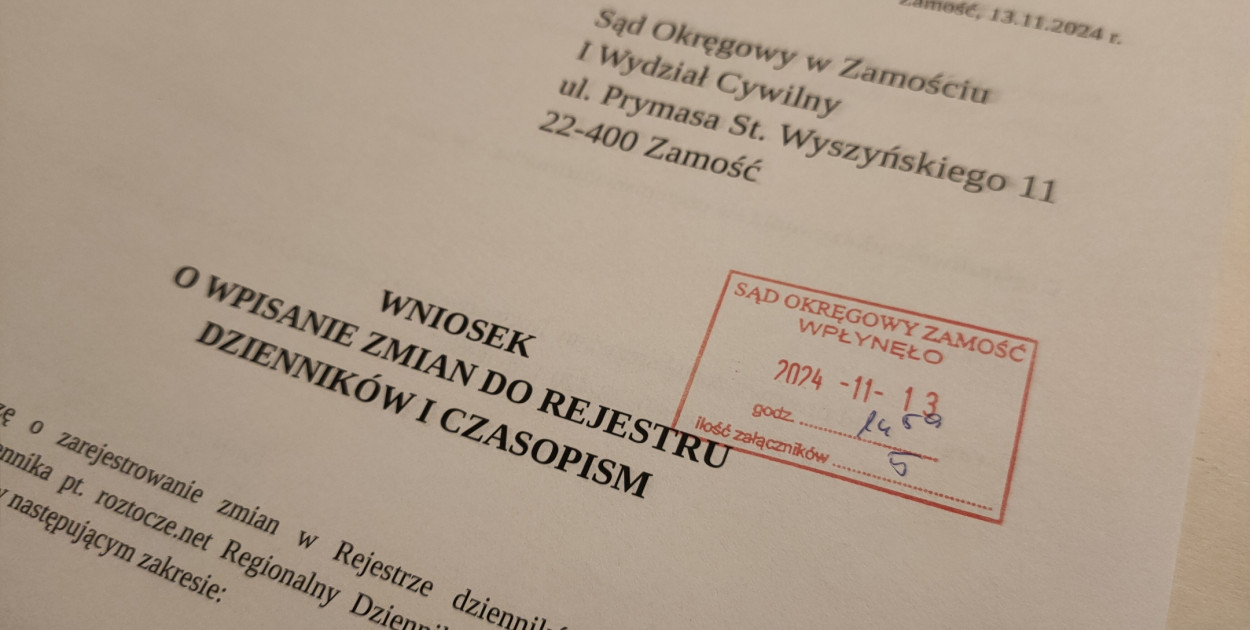 Zamość, 13.11.2024 r.
Sąd Okręgowy w Zamościu
I Wydział Cywilny
ul. Prymasa St. Wyszyńskiego 11
22-400 Zamość
WNIOSEK
O WPISANIE ZMIAN DO REJESTRU
DZIENNIKÓW I CZASOPISM
SĄD OKRĘGOWY ZAMOŚĆ
WPŁYNĘŁO
2024 -11- 13
godz. 14 59
ilość załączników 5
o zarejestrowanie zmian w Rejestrze
pt. roztocze.net Regionalny
następującym zakresie: